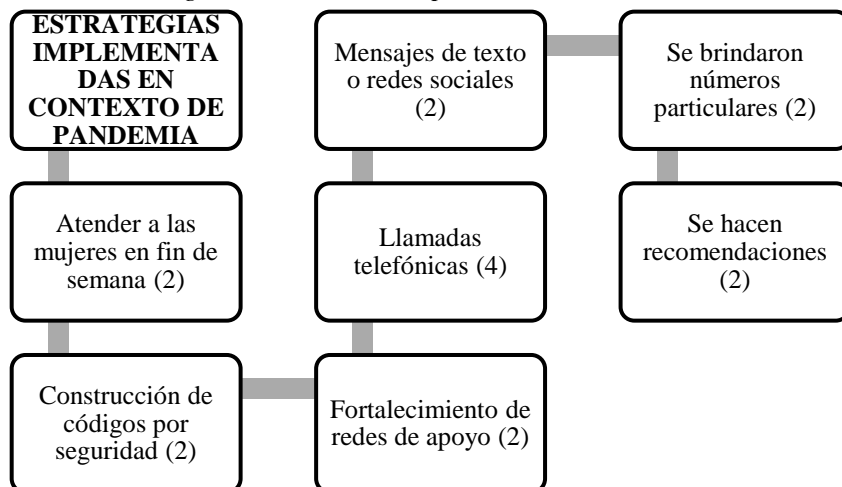 ESTRATEGIAS
IMPLEMENTA
DAS EN
CONTEXTO DE
PANDEMIA
Atender a las
mujeres en fin de
semana (2)
Construcción de
códigos por
seguridad (2)
Fortalecimiento de
redes de apoyo (2)
Llamadas
telefónicas (4)
Mensajes de texto
o redes sociales
(2)
Se brindaron
números
particulares (2)
Se hacen
recomendaciones
(2)